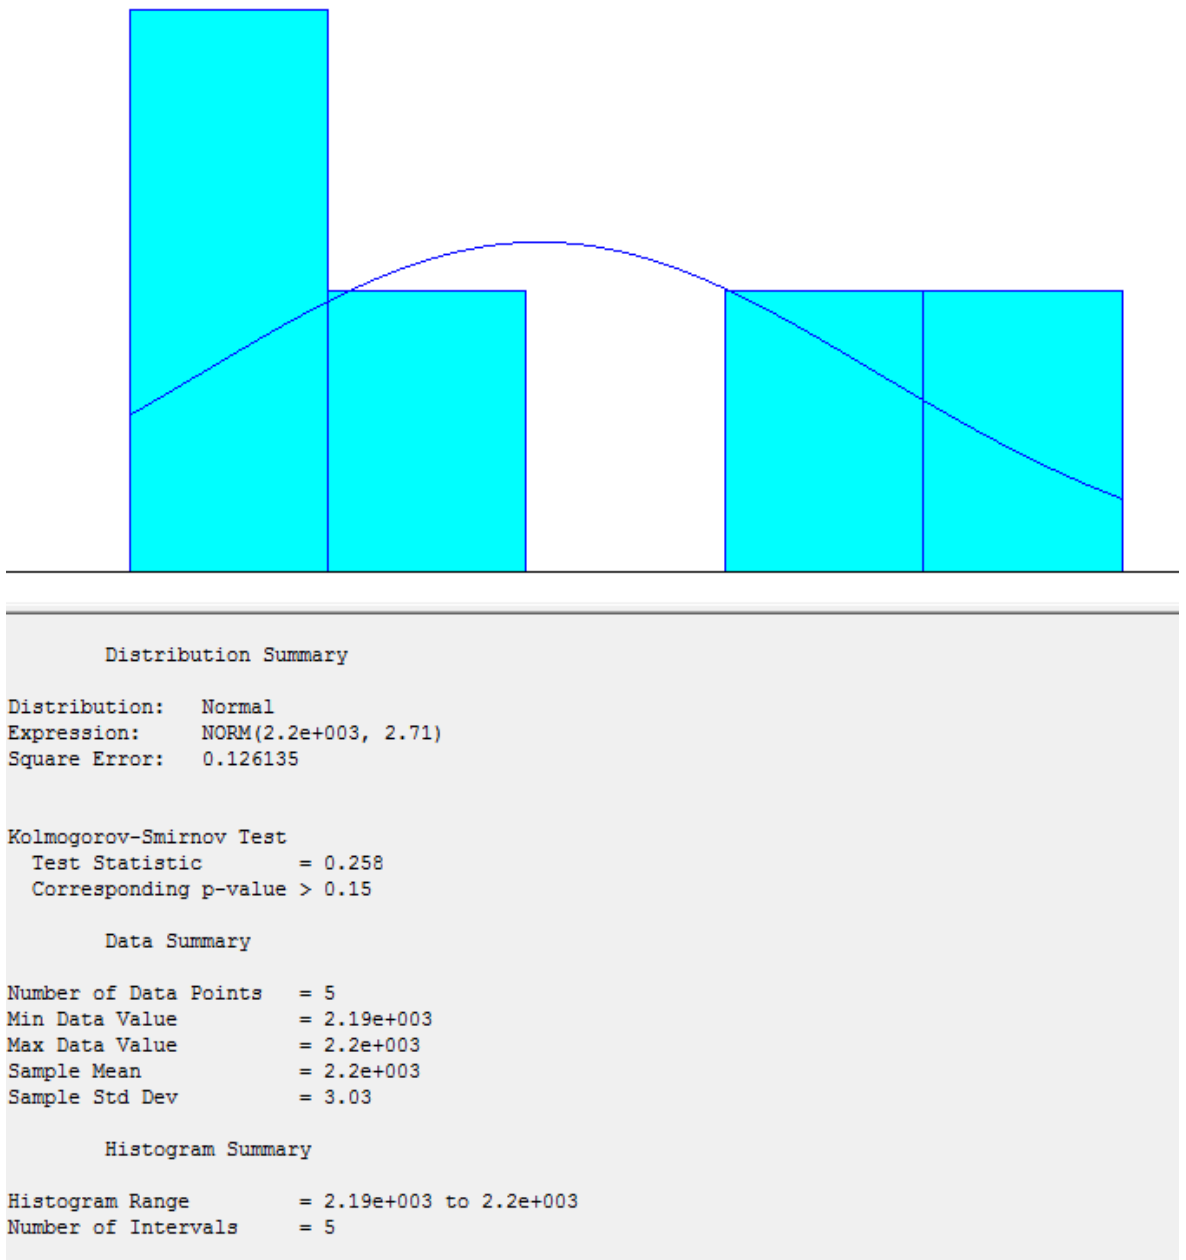 Distribution Summary
Distribution: Normal
Expression: NORM(2.2e+003, 2.71)
Square Error: 0.126135
Kolmogorov-Smirnov Test
Test Statistic = 0.258
Corresponding p-value > 0.15
Data Summary
Number of Data Points = 5
Min Data Value = 2.19e+003
Max Data Value = 2.2e+003
Sample Mean = 2.2e+003
Sample Std Dev = 3.03
Histogram Summary
Histogram Range = 2.19e+003 to 2.2e+003
Number of Intervals = 5